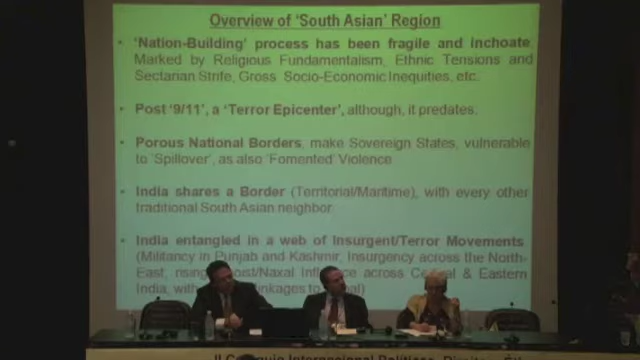 Overview of 'South Asian' Region
• 'Nation-Building' process has been fragile and inchoate
Marked by Religious Fundamentalism, Ethnic Tensions and
Sectarian Strife, Gross Socio-Economic Inequities, etc.
• Post '9/11', a 'Terror Epicenter', although, it predates.
• Porous National Borders, make Sovereign States, vulnerable
to 'Spillover', as also 'Fomented' Violence
• India shares a Border (Territorial/Maritime), with every other
traditional South Asian neighbor
• India entangled in a web of Insurgent/Terror Movements
(Militancy in Punjab and Kashmir, Insurgency across the North-
East, rising across Eastern
India,
II Internacional